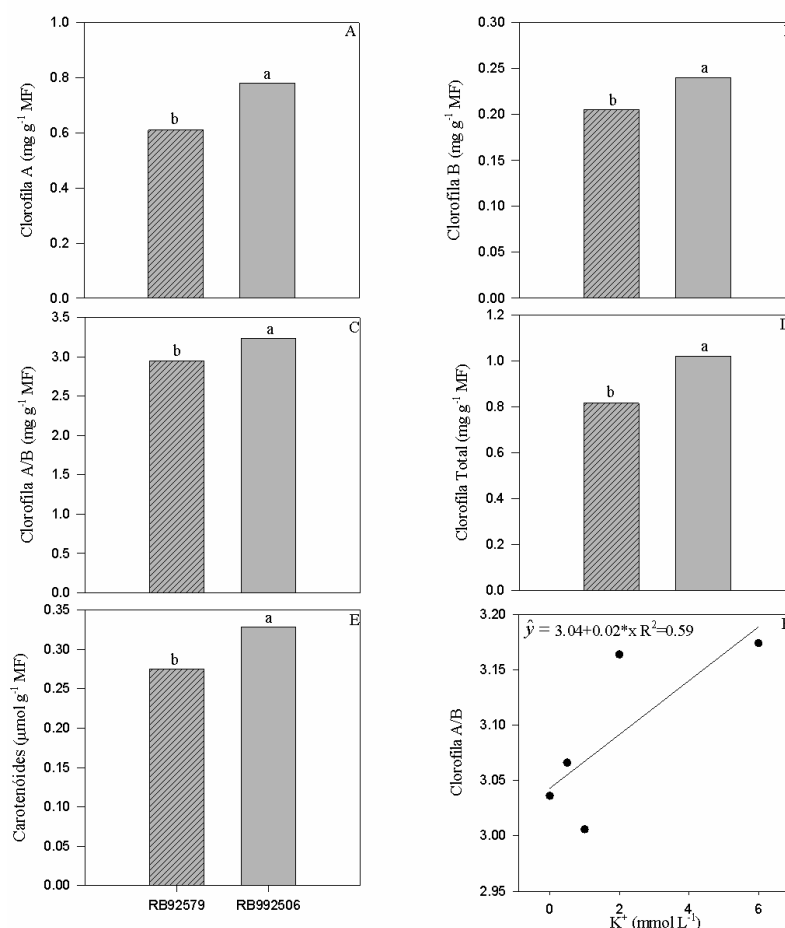 A
Clorofila A (mg g⁻¹ MF)
1.0
0.8
0.6
0.4
0.2
0.0
b
a
Clorofila B (mg g⁻¹ MF)
0.30
0.25
0.20
0.15
0.10
0.05
0.00
b
a
C
Clorofila A/B (mg g⁻¹ MF)
3.5
3.0
2.5
2.0
1.5
1.0
0.5
0.0
b
a
Clorofila Total (mg g⁻¹ MF)
1.2
1.0
0.8
0.6
0.4
0.2
0.0
b
a
E
Carotenóides (μmol g⁻¹ MF)
0.35
0.30
0.25
0.20
0.15
0.10
0.05
0.00
b
a
RB92579
RB992506
ŷ = 3.04+0.02*x R²=0.59
Clorofila A/B
3.20
3.15
3.10
3.05
3.00
2.95
0
2
4
6
K⁺ (mmol L⁻¹)